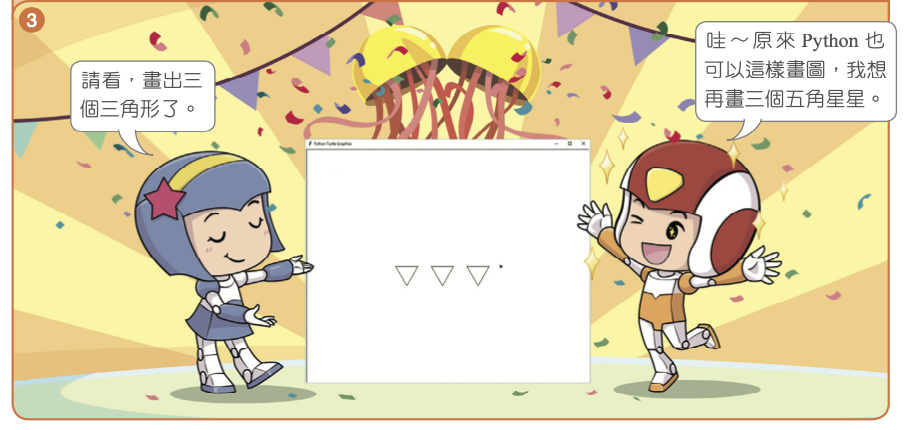 3
請看，畫出三
個三角形了。
哇～原來 Python 也
可以這樣畫圖，我想
再畫三個五角星星。
Python Turtle Graphics